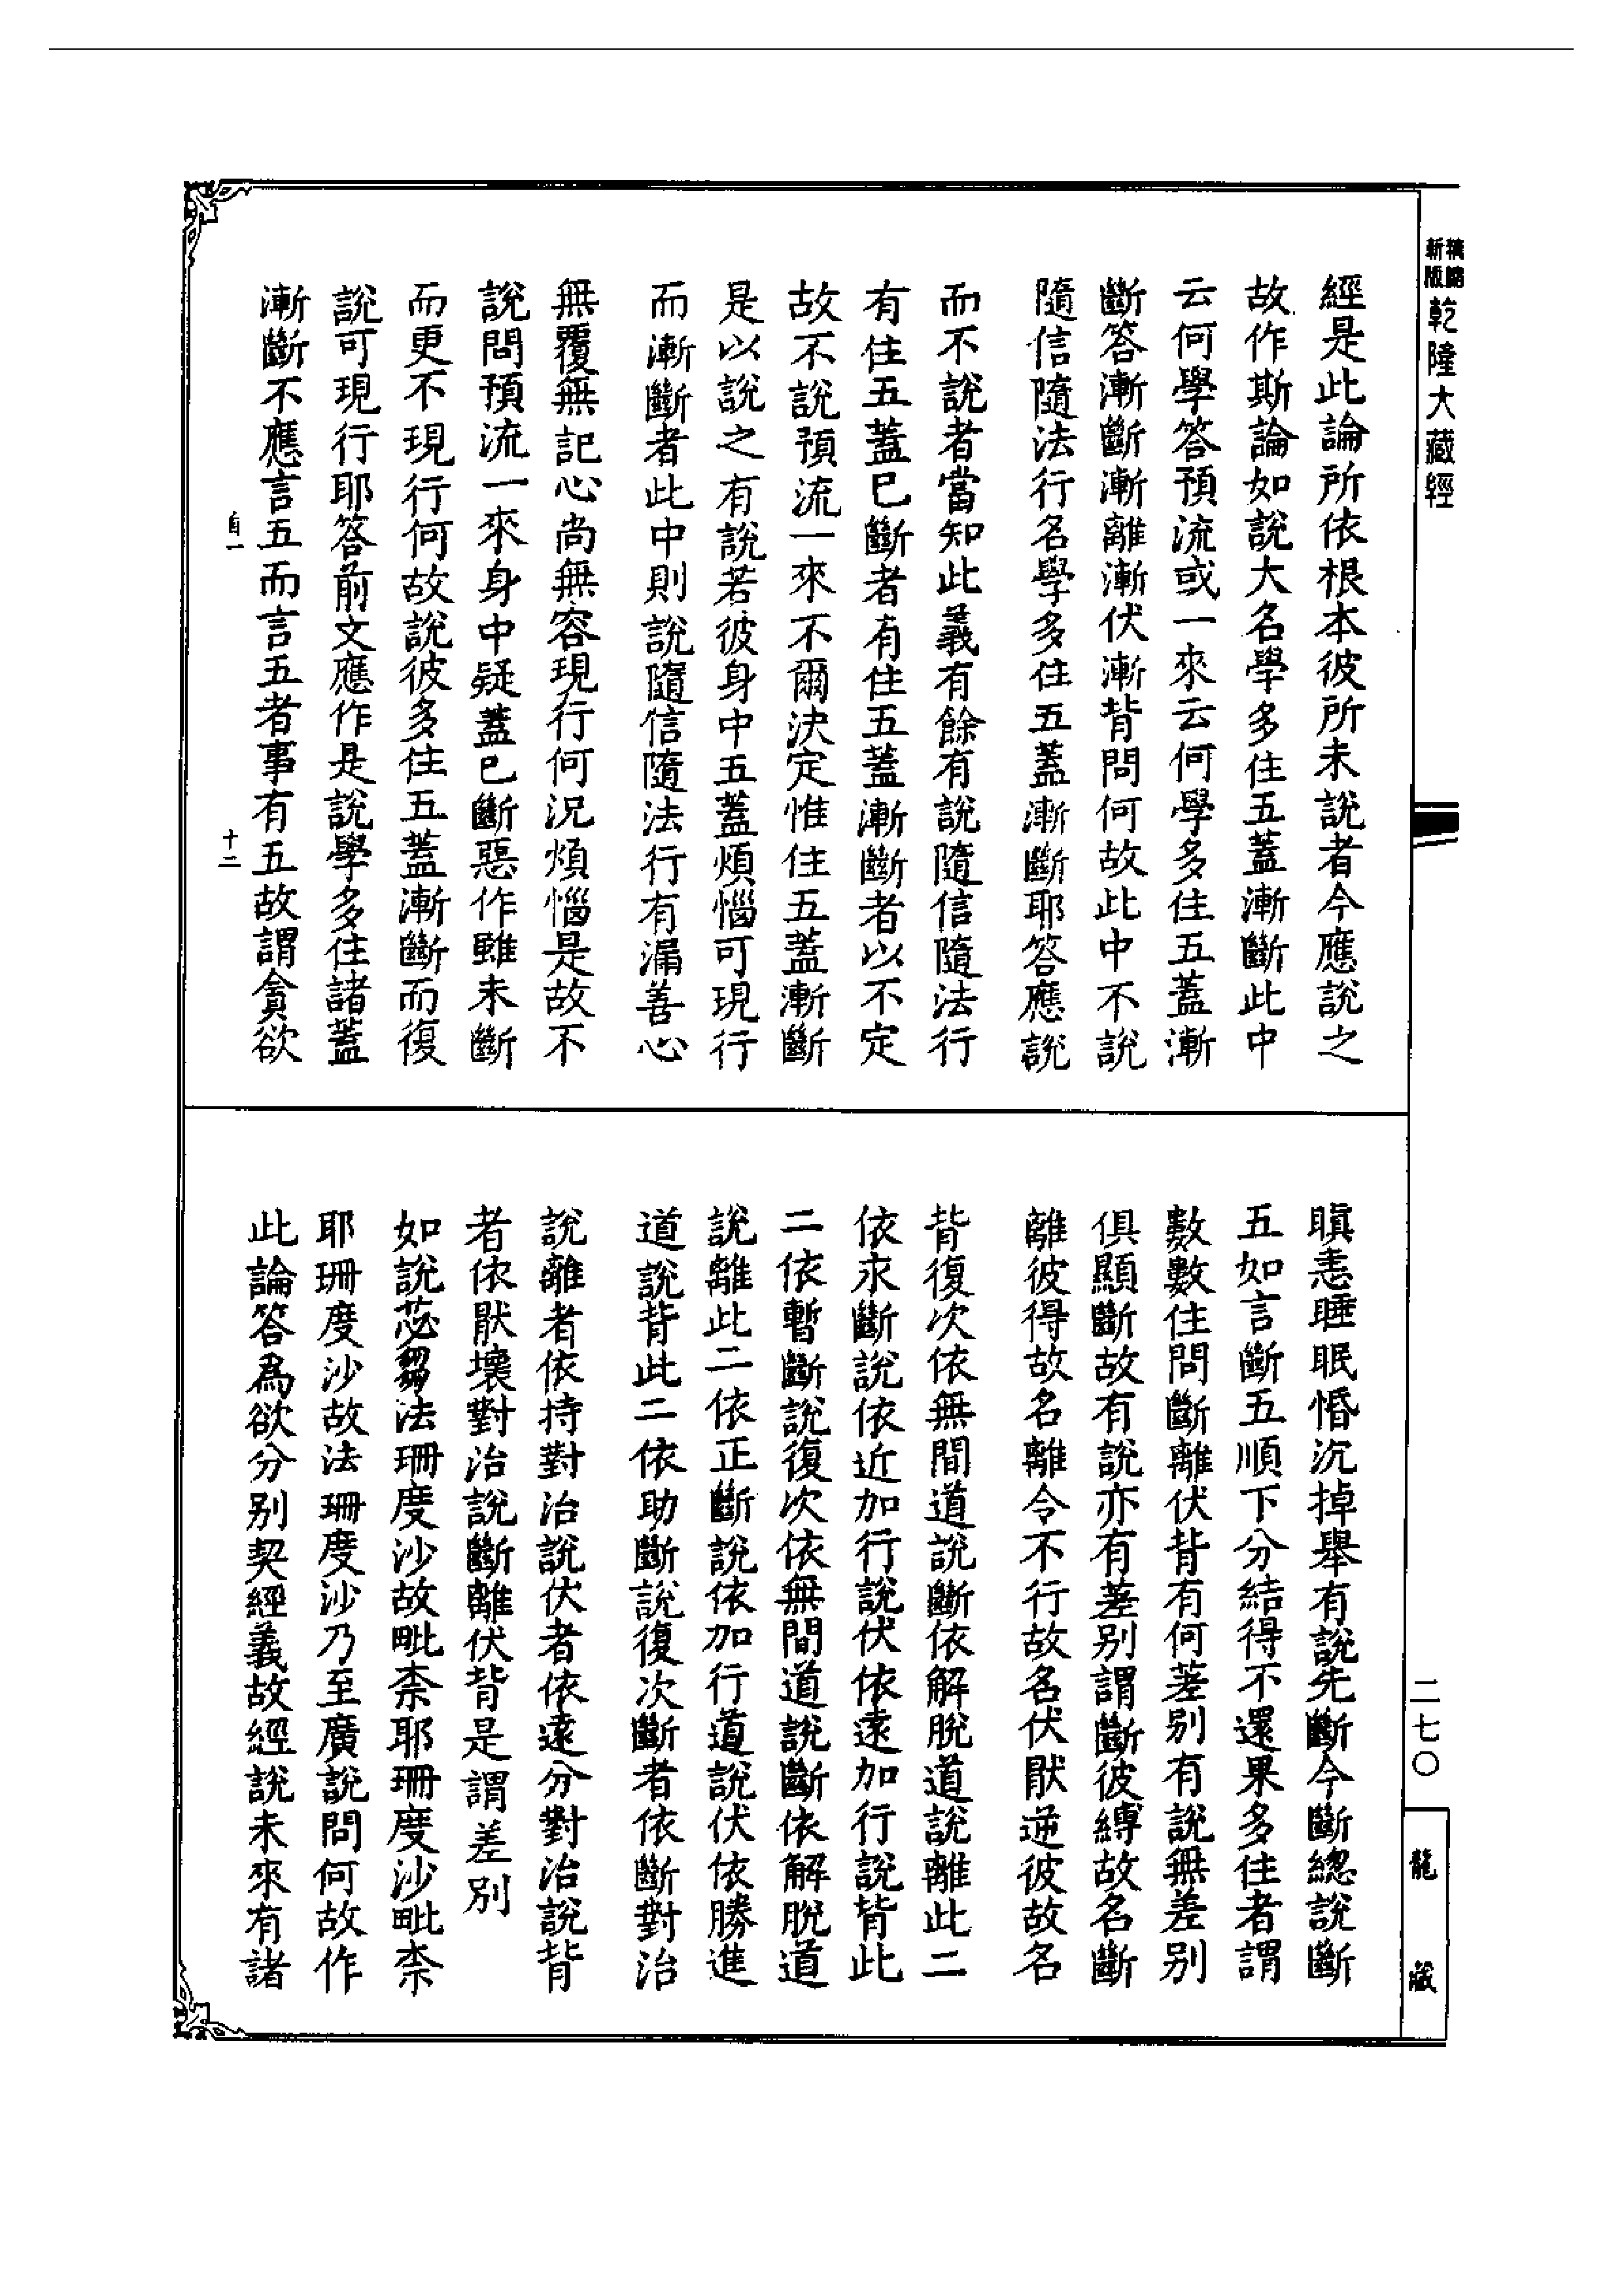 精縮
新版
乾隆大藏經
經是此論所依根本彼所未說者今應說之
故作斯論如說大名學多住五蓋漸斷此中
云何學答預流或一來云何學多住五蓋漸
斷答漸斷漸離漸伏漸背問何故此中不說
隨信隨法行名學多住五蓋漸斷耶答應說
而不說者當知此義有餘有說隨信隨法行
有住五蓋已斷者有住五蓋漸斷者以不定
故不說預流一來不爾決定惟住五蓋漸斷
是以說之有說若彼身中五蓋煩惱可現行
而漸斷者此中則說隨信隨法行有漏善心
無覆無記心尚無容現行何況煩惱是故不
說問預流一來身中疑蓋已斷惡作雖未斷
而更不現行何故說彼多住五蓋漸斷而復
說可現行耶答前文應作是說學多住諸蓋
漸斷不應言五而言五者事有五故謂貪欲
自一
十二
瞋恚睡眠惛沉掉舉有說先斷今斷總說斷
五如言斷五順下分結得不還果多住者謂
數數住問斷離伏背有何差別有說無差別
俱顯斷故有說亦有差別謂斷彼縛故名斷
離彼得故名離令不行故名伏厭逆彼故名
背復次依無間道說斷依解脫道說離此二
依永斷說依近加行說伏依遠加行說背此
二依暫斷說復次依無間道說斷依解脫道
說離此二依正斷說依加行道說伏依勝進
道說背此二依助斷說復次斷者依斷對治
說離者依持對治說伏者依遠分對治說背
者依厭壞對治說斷離伏背是謂差別
如說苾芻法珊度沙故毗柰耶珊度沙毗柰
耶珊度沙故法珊度沙乃至廣說問何故作
此論答為欲分別契經義故經說未來有諸
二七〇
龍藏